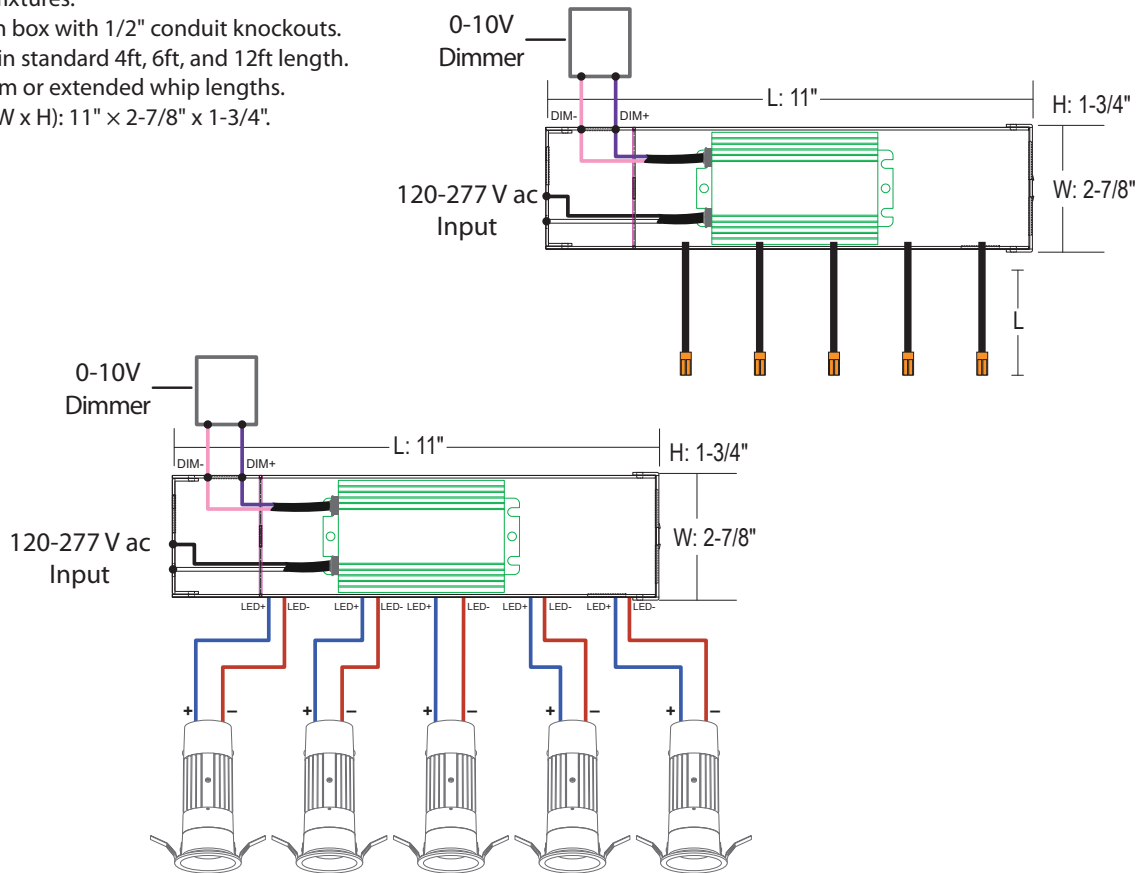 n box with 1/2" conduit knockouts.
in standard 4ft, 6ft, and 12ft length.
m or extended whip lengths.
W x H): 11" × 2-7/8" x 1-3/4".
0-10V
Dimmer
L: 11"
H: 1-3/4"
DIM-
DIM+
120-277 V ac
Input
W: 2-7/8"
L
0-10V
Dimmer
L: 11"
H: 1-3/4"
DIM-
DIM+
120-277 V ac
Input
W: 2-7/8"
LED+ LED- LED+ LED- LED+ LED- LED+ LED- LED+ LED-
+ – + – + – + – + –